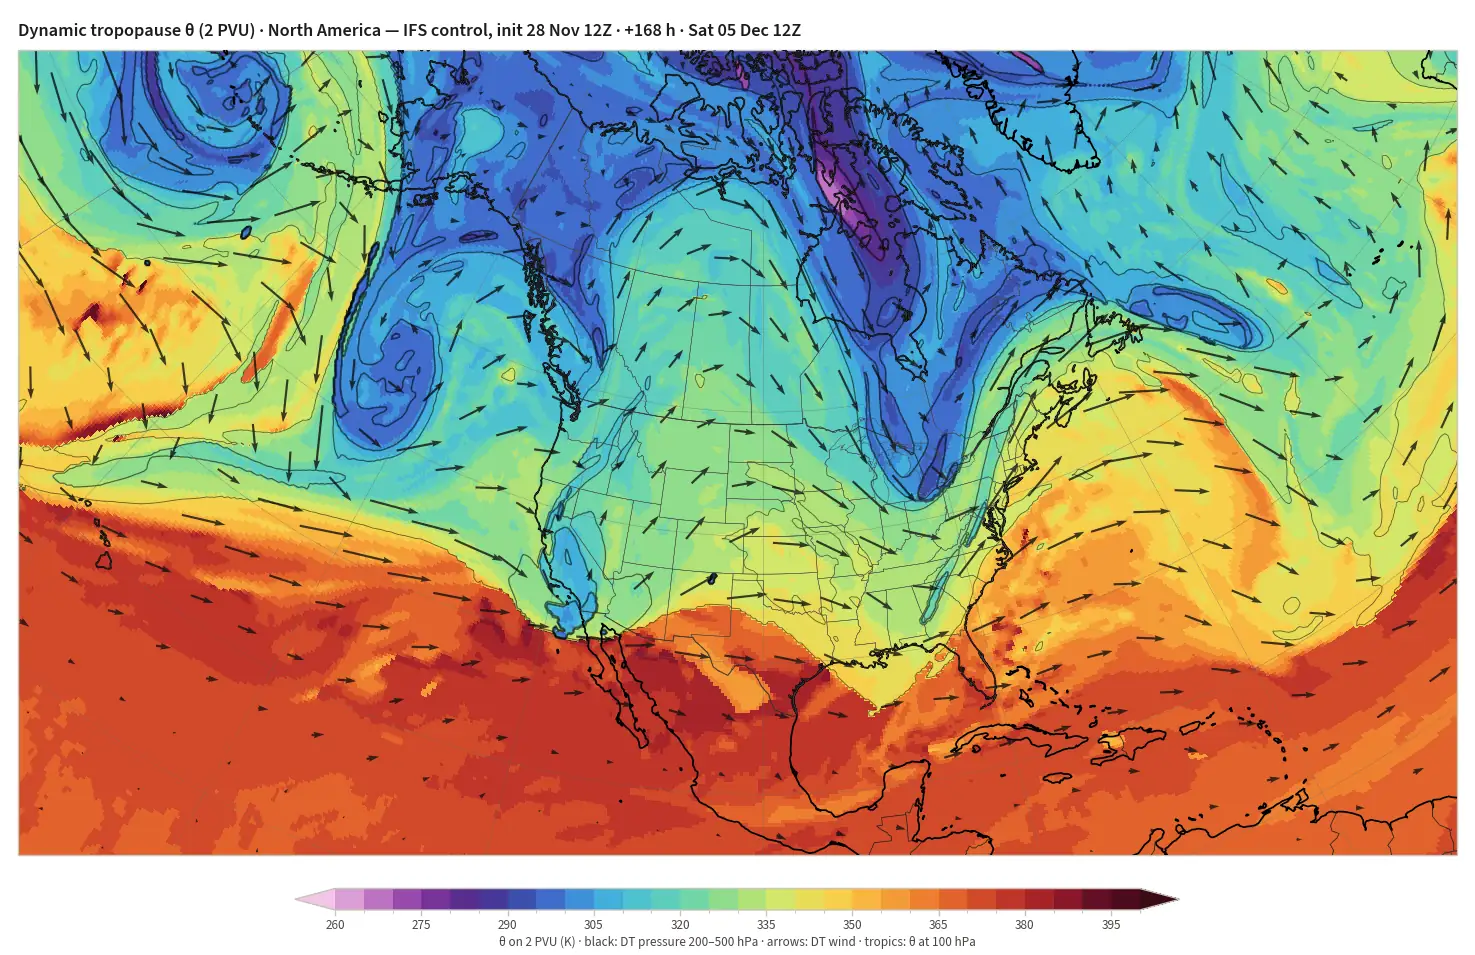 Dynamic tropopause θ (2 PVU) · North America — IFS control, init 28 Nov 12Z · +168 h · Sat 05 Dec 12Z
260 275 290 305 320 335 350 365 380 395
θ on 2 PVU (K) · black: DT pressure 200–500 hPa · arrows: DT wind · tropics: θ at 100 hPa